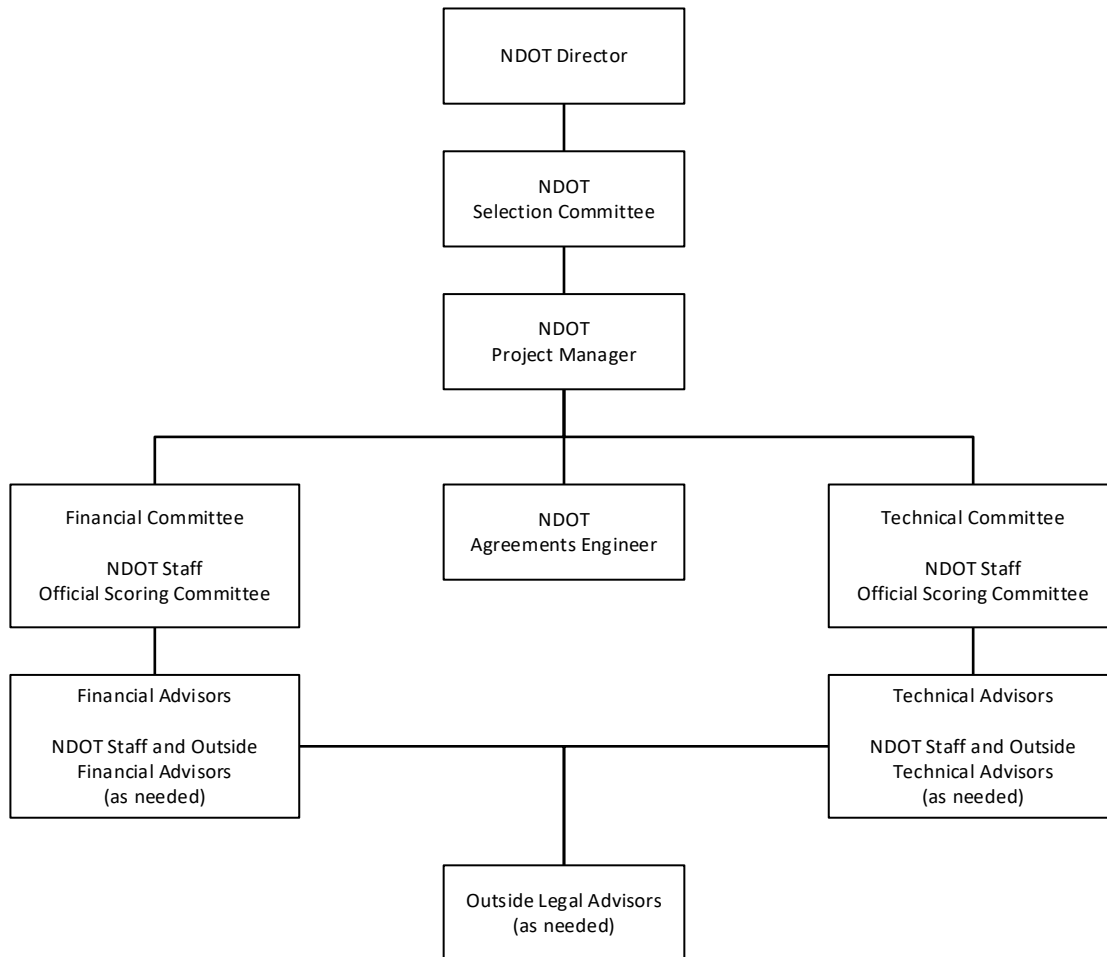 NDOT Director
NDOT
Selection Committee
NDOT
Project Manager
Financial Committee
NDOT Staff
Official Scoring Committee
NDOT
Agreements Engineer
Technical Committee
NDOT Staff
Official Scoring Committee
Financial Advisors
NDOT Staff and Outside
Financial Advisors
(as needed)
Technical Advisors
NDOT Staff and Outside
Technical Advisors
(as needed)
Outside Legal Advisors
(as needed)